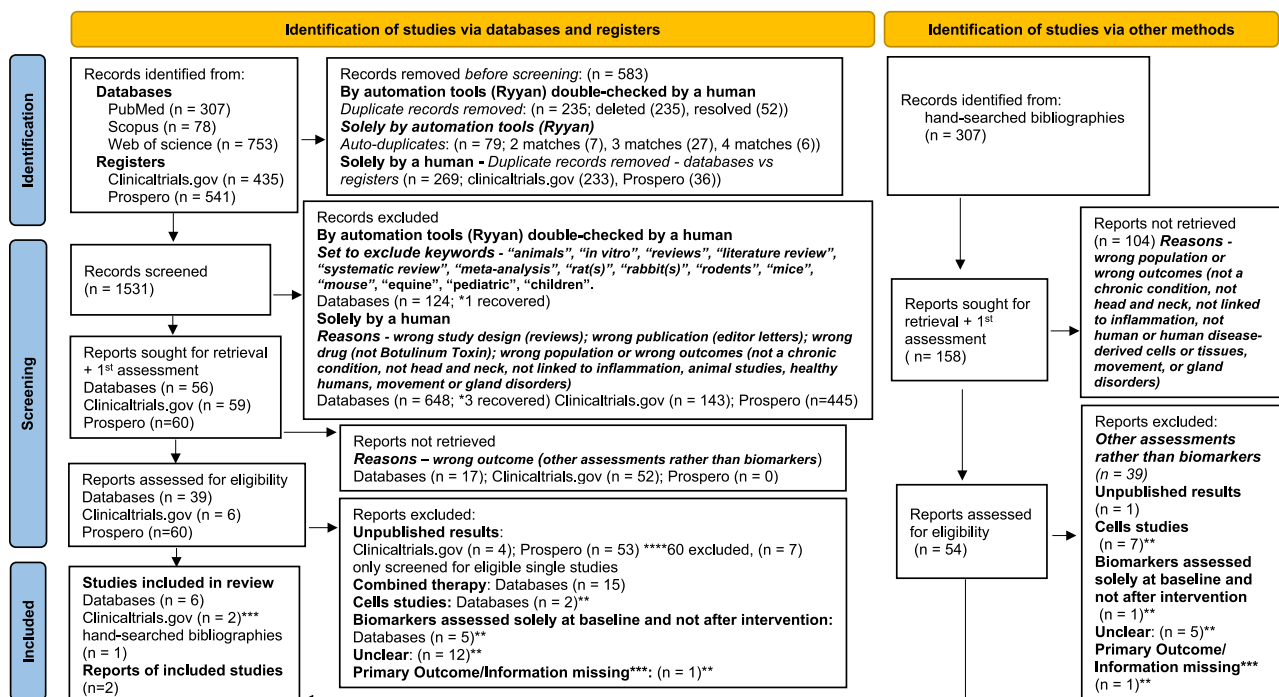 Identification of studies via databases and registers
Identification of studies via other methods
Identification
Records identified from:
Databases
PubMed (n = 307)
Scopus (n = 78)
Web of science (n = 753)
Registers
Clinicaltrials.gov (n = 435)
Prospero (n = 541)
Records removed before screening: (n = 583)
By automation tools (Ryyan) double-checked by a human
Duplicate records removed: (n = 235; deleted (235), resolved (52))
Solely by automation tools (Ryyan)
Auto-duplicates: (n = 79; 2 matches (7), 3 matches (27), 4 matches (6))
Solely by a human - Duplicate records removed - databases vs
registers (n = 269; clinicaltrials.gov (233), Prospero (36))
Records identified from:
hand-searched bibliographies
(n = 307)
Screening
Records screened
(n = 1531)
Records excluded
By automation tools (Ryyan) double-checked by a human
Set to exclude keywords - “animals”, “in vitro”, “reviews”, “literature review”,
“systematic review”, “meta-analysis”, “rat(s)”, “rabbit(s)”, “rodents”, “mice”,
“mouse”, “equine”, “pediatric”, “children”.
Databases (n = 124; *1 recovered)
Solely by a human
Reasons - wrong study design (reviews); wrong publication (editor letters); wrong
drug (not Botulinum Toxin); wrong population or wrong outcomes (not a chronic
condition, not head and neck, not linked to inflammation, animal studies, healthy
humans, movement or gland disorders)
Databases (n = 648; *3 recovered) Clinicaltrials.gov (n = 143); Prospero (n=445)
Reports sought for retrieval
+ 1st assessment
Databases (n = 56)
Clinicaltrials.gov (n = 59)
Prospero (n=60)
Reports not retrieved
Reasons – wrong outcome (other assessments rather than biomarkers)
Databases (n = 17); Clinicaltrials.gov (n = 52); Prospero (n = 0)
Reports assessed for eligibility
Databases (n = 39)
Clinicaltrials.gov (n = 6)
Prospero (n=60)
Reports excluded:
Unpublished results:
Clinicaltrials.gov (n = 4); Prospero (n = 53) ****60 excluded, (n = 7)
only screened for eligible single studies
Combined therapy: Databases (n = 15)
Cells studies: Databases (n = 2)**
Biomarkers assessed solely at baseline and not after intervention:
Databases (n = 5)**
Unclear: (n = 12)**
Primary Outcome/Information missing***: (n = 1)**
Reports sought for
retrieval + 1st
assessment
( n= 158)
Reports not retrieved
(n = 104) Reasons -
wrong population or
wrong outcomes (not a
chronic condition, not
head and neck, not linked
to inflammation, not
human or human disease-
derived cells or tissues,
movement, or gland
disorders)
Reports assessed
for eligibility
(n = 54)
Reports excluded:
Other assessments
rather than biomarkers
(n = 39)
Unpublished results
(n = 1)
Cells studies
(n = 7)**
Biomarkers assessed
solely at baseline and
not after intervention
(n = 1)**
Unclear: (n = 5)**
Primary Outcome/
Information missing***
(n = 1)**
Included
Studies included in review
Databases (n = 6)
Clinicaltrials.gov (n = 2)***
hand-searched bibliographies
(n = 1)
Reports of included studies
(n=2)